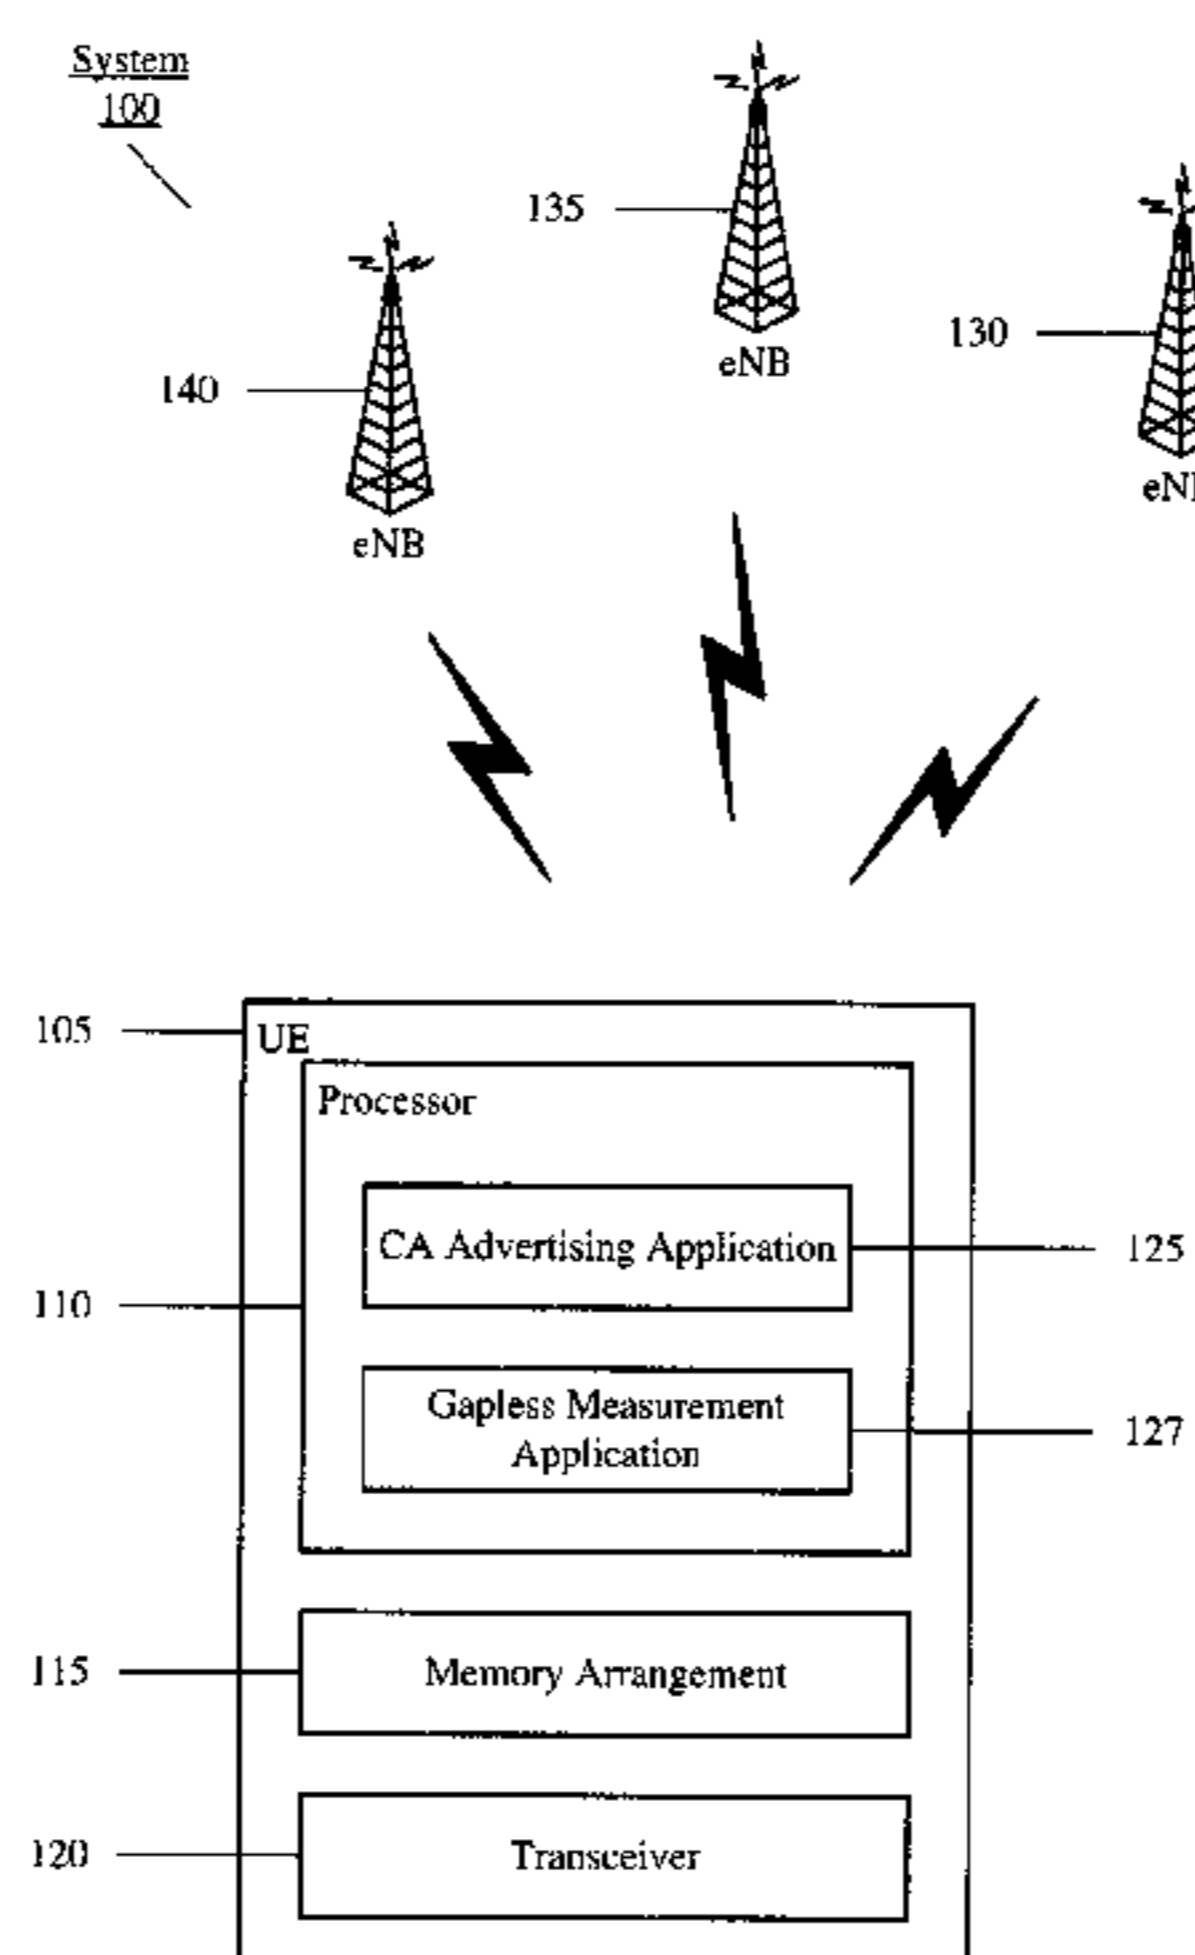 System
100
135
130
140
eNB
eNB
105
UE
Processor
CA Advertising Application
125
110
Gapless Measurement
Application
127
115
Memory Arrangement
120
Transceiver